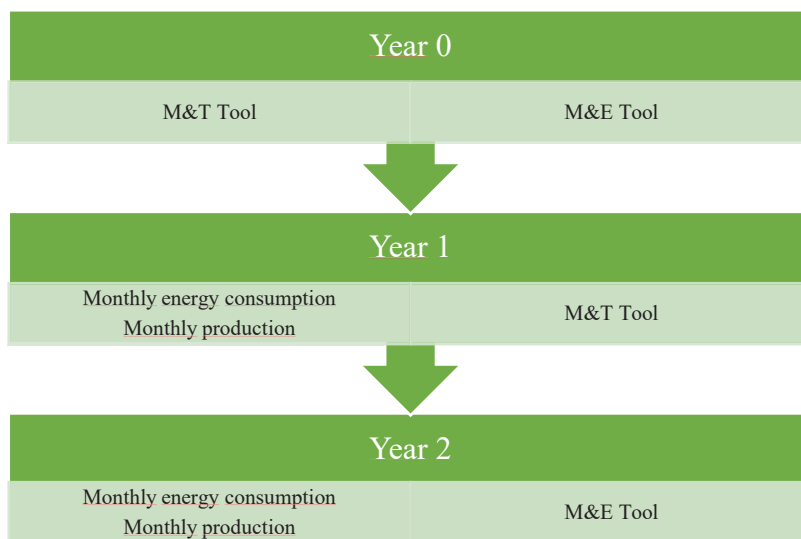 Year 0
M&T Tool
M&E Tool
Year 1
Monthly energy consumption
Monthly production
M&T Tool
Year 2
Monthly energy consumption
Monthly production
M&E Tool